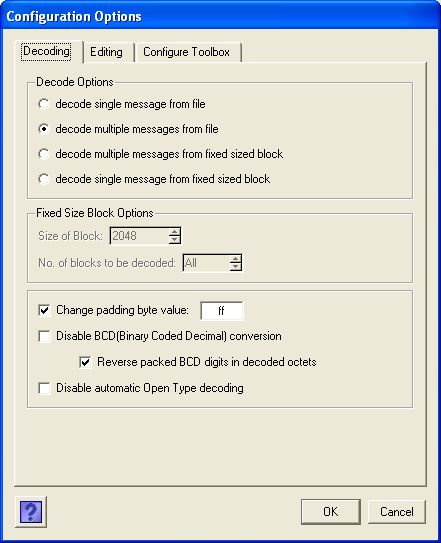 Configuration Options
Decoding Editing Configure Toolbox
Decode Options
decode single message from file
decode multiple messages from file
decode multiple messages from fixed sized block
decode single message from fixed sized block
Fixed Size Block Options
Size of Block: 2048
No. of blocks to be decoded: All
Change padding byte value: ff
Disable BCD(Binary Coded Decimal) conversion
Reverse packed BCD digits in decoded octets
Disable automatic Open Type decoding
? OK Cancel